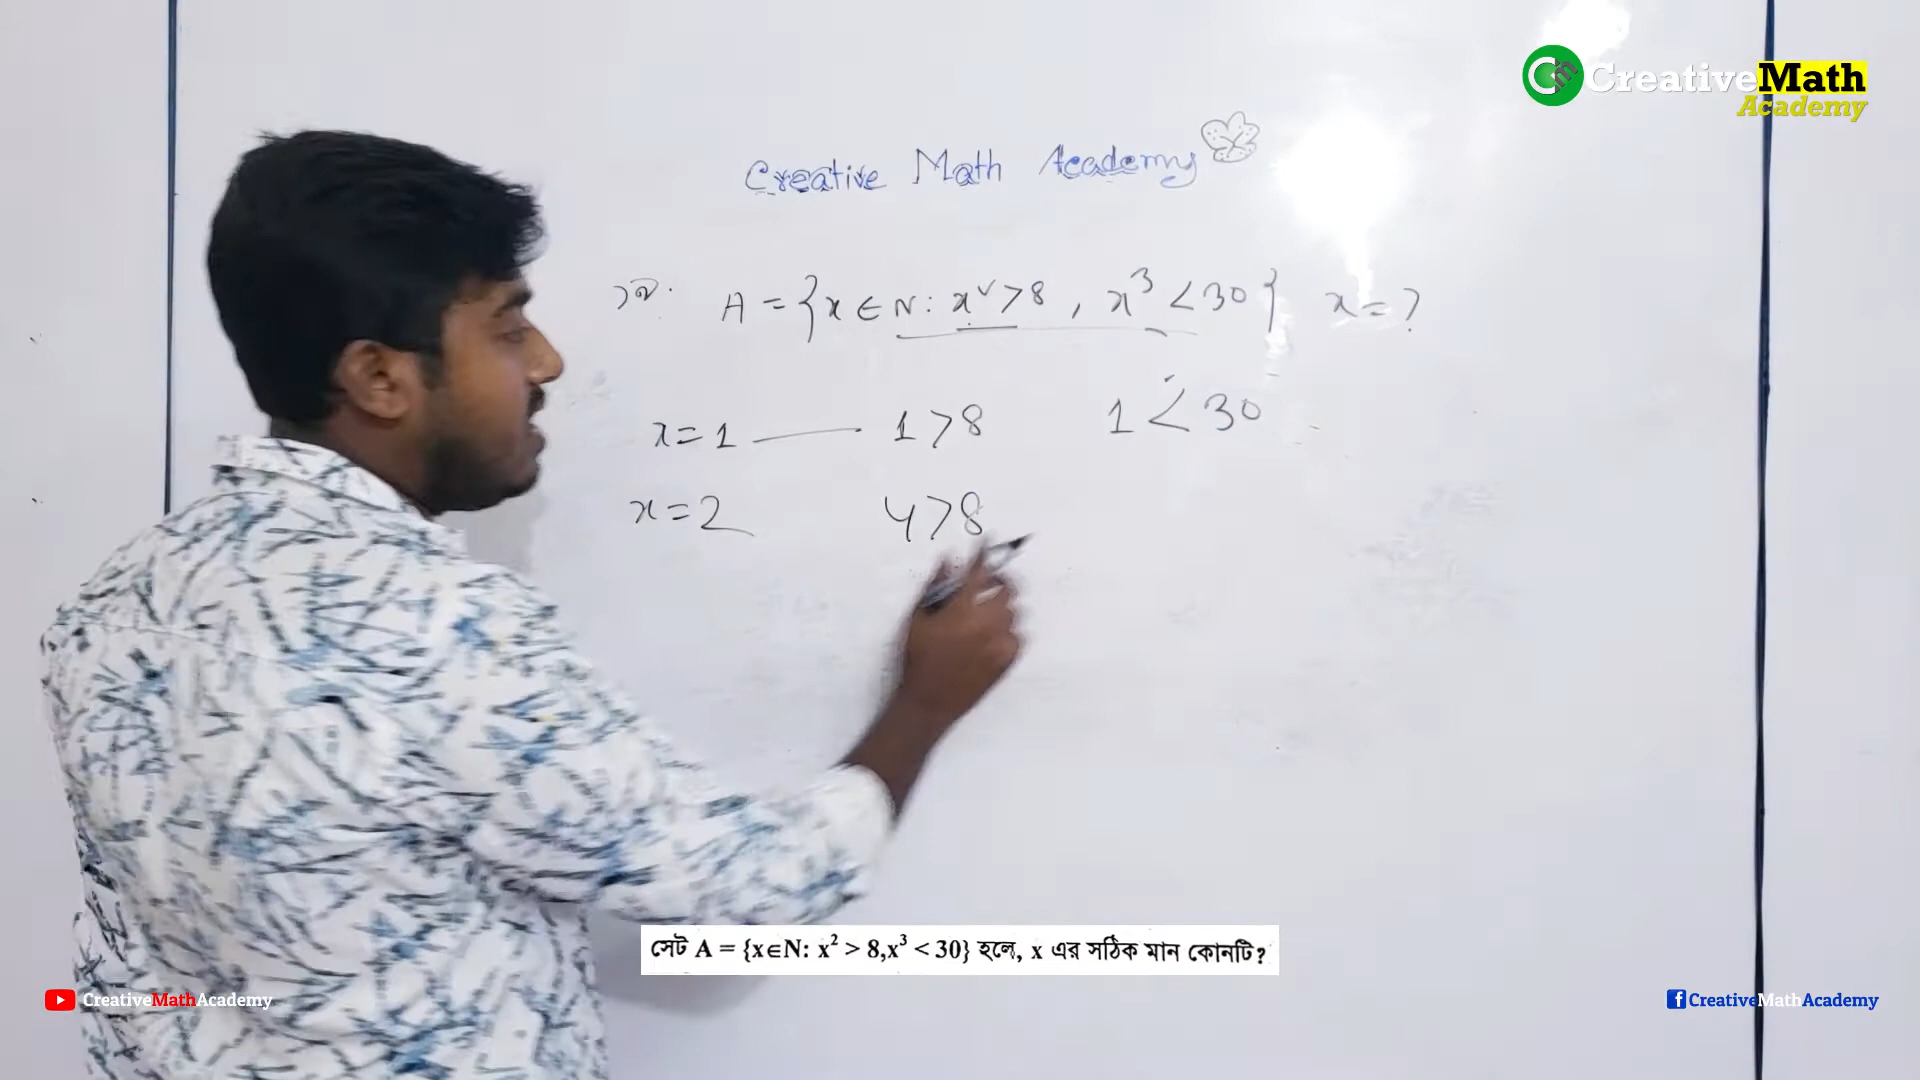 CreativeMath
Academy
Creative Math Academy
১৮. A = {x ∈ N: x² > 8, x³ < 30} x = ?
x = 1 — 1 > 8 1 < 30
x = 2 4 > 8
সেট A = {x∈N: x² > 8,x³ < 30} হলে, x এর সঠিক মান কোনটি?
CreativeMathAcademy
CreativeMathAcademy